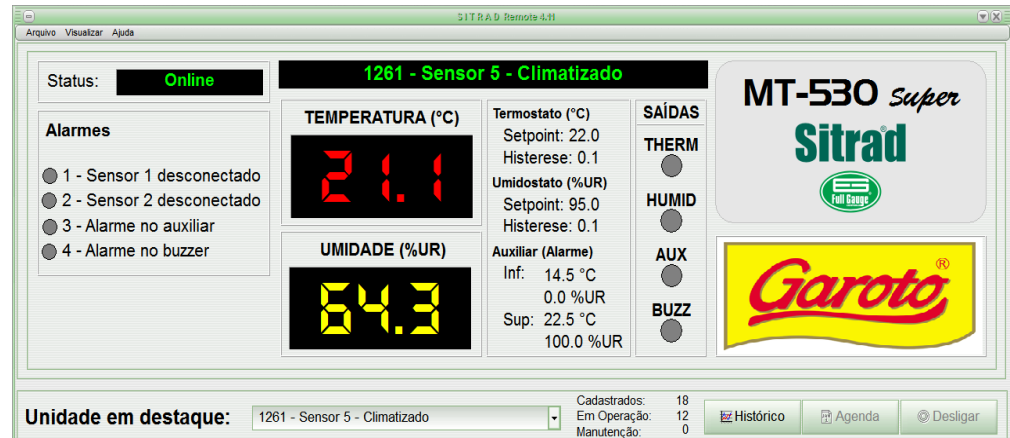 SITRAD Remote 4.11
Arquivo Visualizar Ajuda
Status: Online
Alarmes
1 - Sensor 1 desconectado
2 - Sensor 2 desconectado
3 - Alarme no auxiliar
4 - Alarme no buzzer
1261 - Sensor 5 - Climatizado
TEMPERATURA (°C)
21.1
UMIDADE (%UR)
64.3
Termostato (°C)
Setpoint: 22.0
Histerese: 0.1
Umidostato (%UR)
Setpoint: 95.0
Histerese: 0.1
Auxiliar (Alarme)
Inf: 14.5 °C
0.0 %UR
Sup: 22.5 °C
100.0 %UR
SAÍDAS
THERM
HUMID
AUX
BUZZ
MT-530 Super
Sitrad
Full Gauge
Garoto®
Unidade em destaque: 1261 - Sensor 5 - Climatizado
Cadastrados: 18
Em Operação: 12
Manutenção: 0
Histórico
Agenda
Desligar